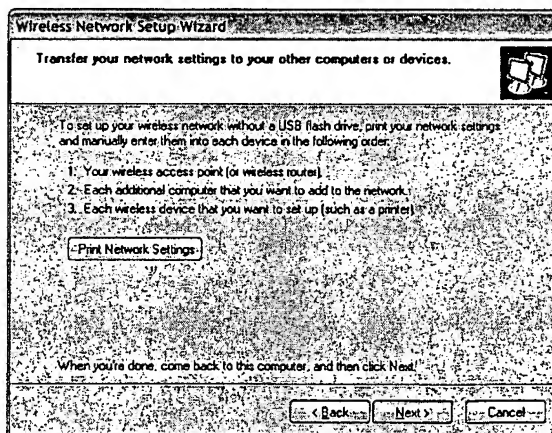 Wireless Network Setup Wizard
Transfer your network settings to your other computers or devices.
To set up your wireless network without a USB flash drive, print your network settings
and manually enter them into each device in the following order:
1. Your wireless access point (or wireless router).
2. Each additional computer that you want to add to the network.
3. Each wireless device that you want to set up (such as a printer).
Print Network Settings
When you're done, come back to this computer, and then click Next.
< Back
Next >
Cancel